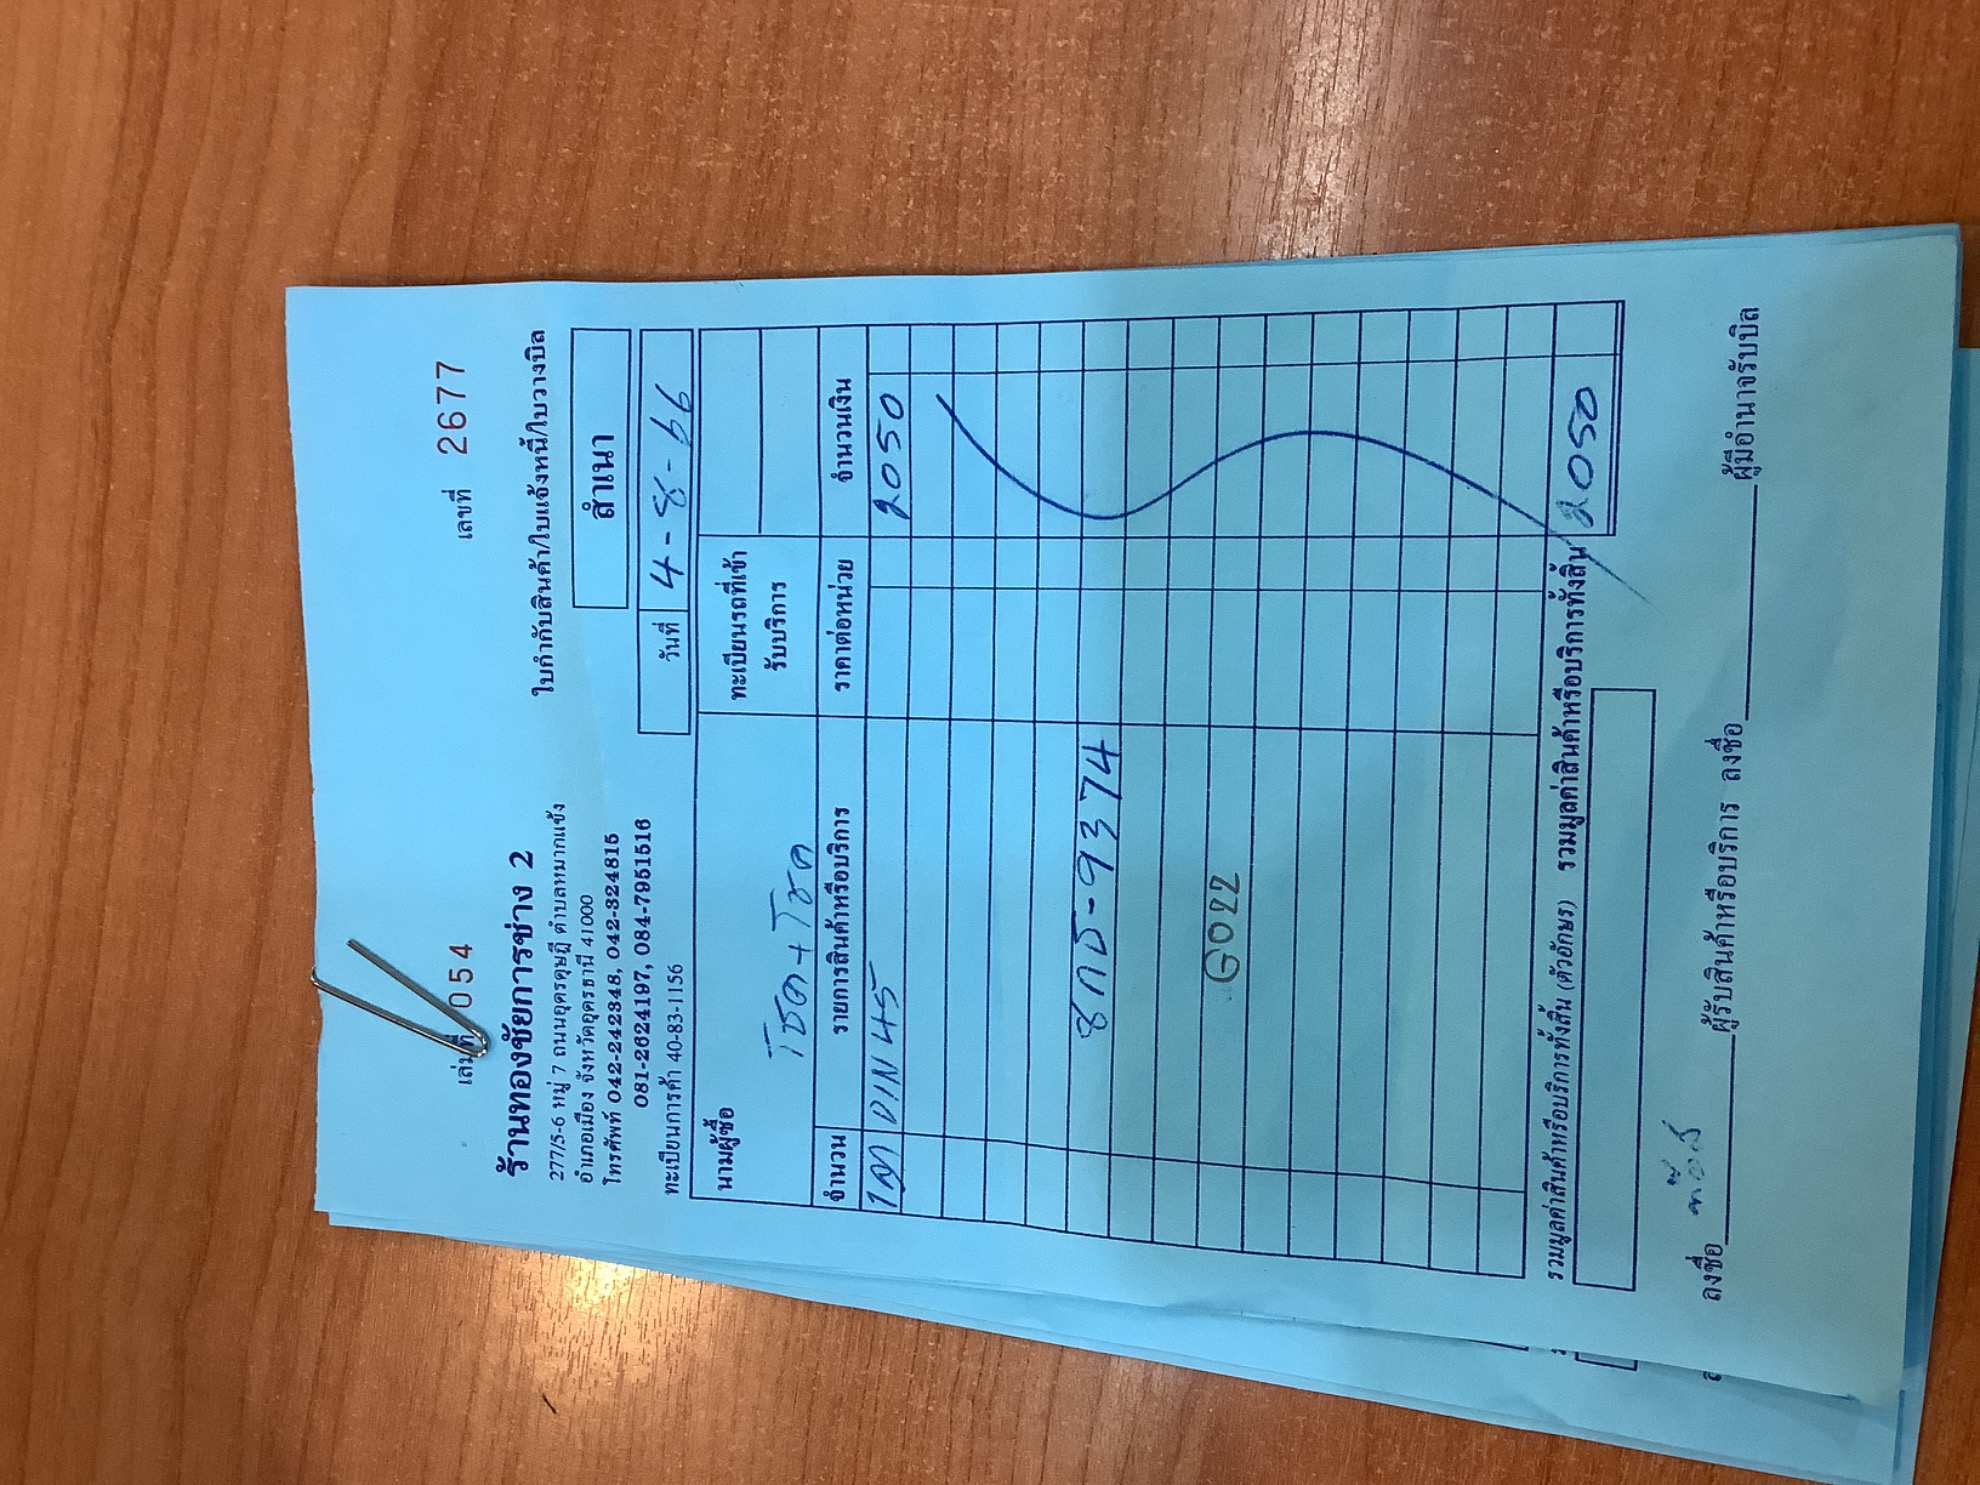 เล่มที่ 054 เลขที่ 2677
ร้านทองชัยการช่าง 2
277/5-6 หมู่ 7 ถนนอุดรดุษฎี ตำบลหมากแข้ง
อำเภอเมือง จังหวัดอุดรธานี 41000
โทรศัพท์ 042-242348, 042-324815
081-2624197, 084-7951516
ทะเบียนการค้า 40-83-1156
ใบกำกับสินค้า/ใบแจ้งหนี้/ใบวางบิล
สำเนา
วันที่ 4-8-66
นามผู้ซื้อ โชค+โชค
ทะเบียนรถที่เข้า
รับบริการ
จำนวน รายการสินค้าหรือบริการ ราคาต่อหน่วย จำนวนเงิน
DIN 45 2050
8กด-9374
G022
รวมมูลค่าสินค้าหรือบริการทั้งสิ้น (ตัวอักษร) รวมมูลค่าสินค้าหรือบริการทั้งสิ้น 2050
ลงชื่อ ผู้รับสินค้าหรือบริการ ลงชื่อ ผู้มีอำนาจรับบิล